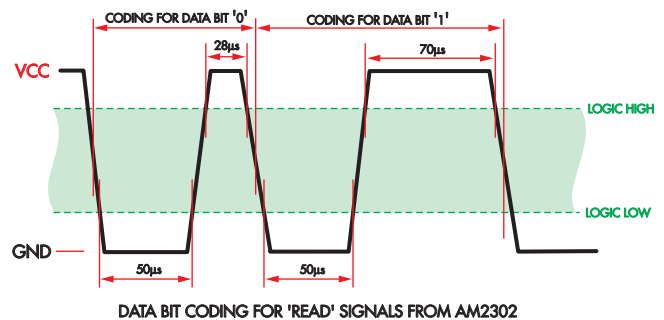 CODING FOR DATA BIT '0'
CODING FOR DATA BIT '1'
28µs
70µs
VCC
LOGIC HIGH
LOGIC LOW
GND
50µs
50µs
DATA BIT CODING FOR 'READ' SIGNALS FROM AM2302